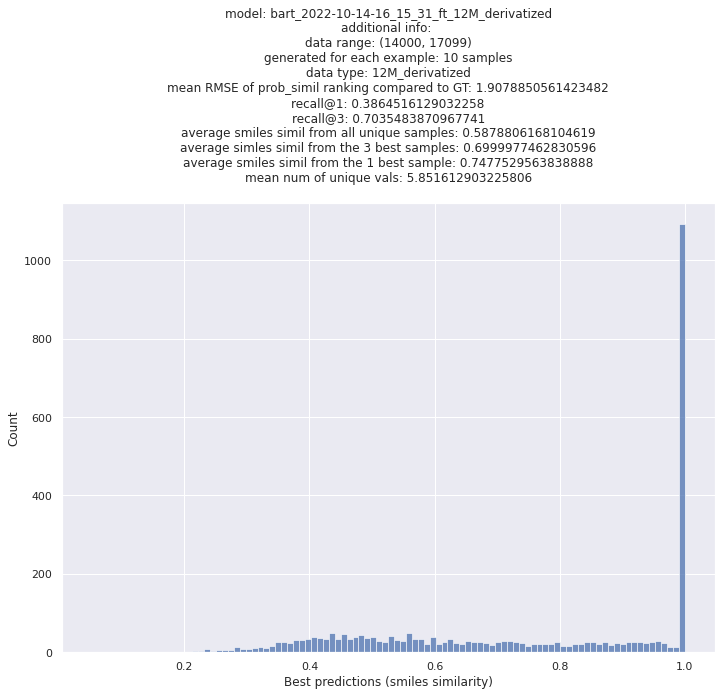 model: bart_2022-10-14-16_15_31_ft_12M_derivatized
additional info:
data range: (14000, 17099)
generated for each example: 10 samples
data type: 12M_derivatized
mean RMSE of prob_simil ranking compared to GT: 1.9078850561423482
recall@1: 0.3864516129032258
recall@3: 0.7035483870967741
average smiles simil from all unique samples: 0.5878806168104619
average simles simil from the 3 best samples: 0.6999977462830596
average smiles simil from the 1 best sample: 0.7477529563838888
mean num of unique vals: 5.851612903225806
1000
800
600
400
200
0
Count
0.2
0.4
0.6
0.8
1.0
Best predictions (smiles similarity)